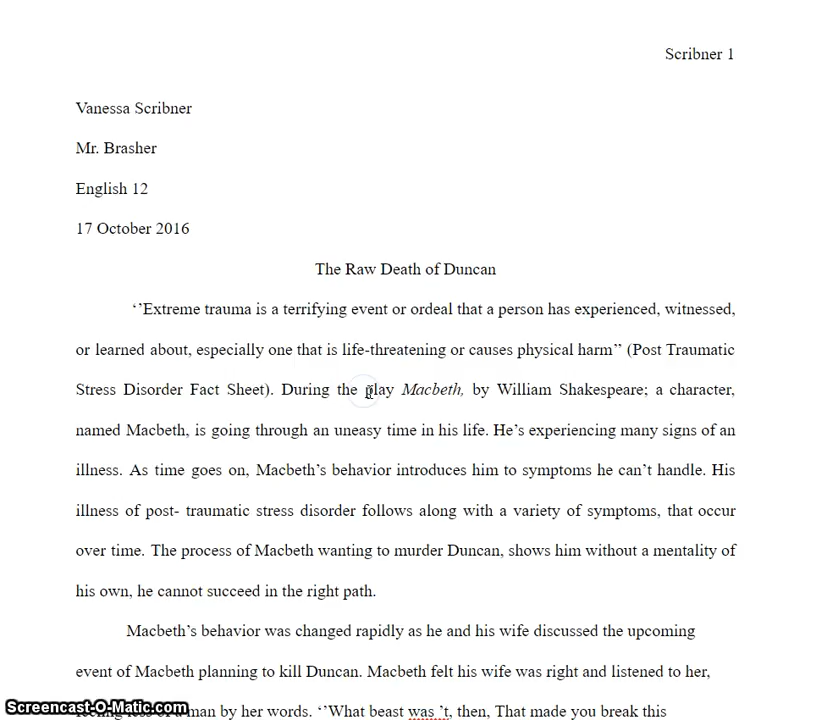 Scribner 1
Vanessa Scribner
Mr. Brasher
English 12
17 October 2016
The Raw Death of Duncan
‘’Extreme trauma is a terrifying event or ordeal that a person has experienced, witnessed,
or learned about, especially one that is life-threatening or causes physical harm” (Post Traumatic
Stress Disorder Fact Sheet). During the play Macbeth, by William Shakespeare; a character,
named Macbeth, is going through an uneasy time in his life. He’s experiencing many signs of an
illness. As time goes on, Macbeth’s behavior introduces him to symptoms he can’t handle. His
illness of post- traumatic stress disorder follows along with a variety of symptoms, that occur
over time. The process of Macbeth wanting to murder Duncan, shows him without a mentality of
his own, he cannot succeed in the right path.
Macbeth’s behavior was changed rapidly as he and his wife discussed the upcoming
event of Macbeth planning to kill Duncan. Macbeth felt his wife was right and listened to her,
man by her words. ‘’What beast was ’t, then, That made you break this
Screencast-O-Matic.com